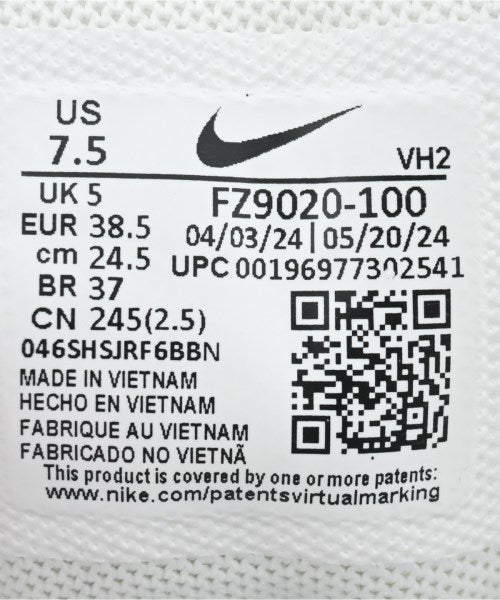 US
7.5
VH2
UK 5
EUR 38.5
cm 24.5
BR 37
CN 245(2.5)
046SHSJRF6BBN
FZ9020-100
04/03/24|05/20/24
UPC 00196977302541
MADE IN VIETNAM
HECHO EN VIETNAM
FABRIQUE AU VIETNAM
FABRICADO NO VIETNÃ
This product is covered by one or more patents:
www.nike.com/patentsvirtualmarking